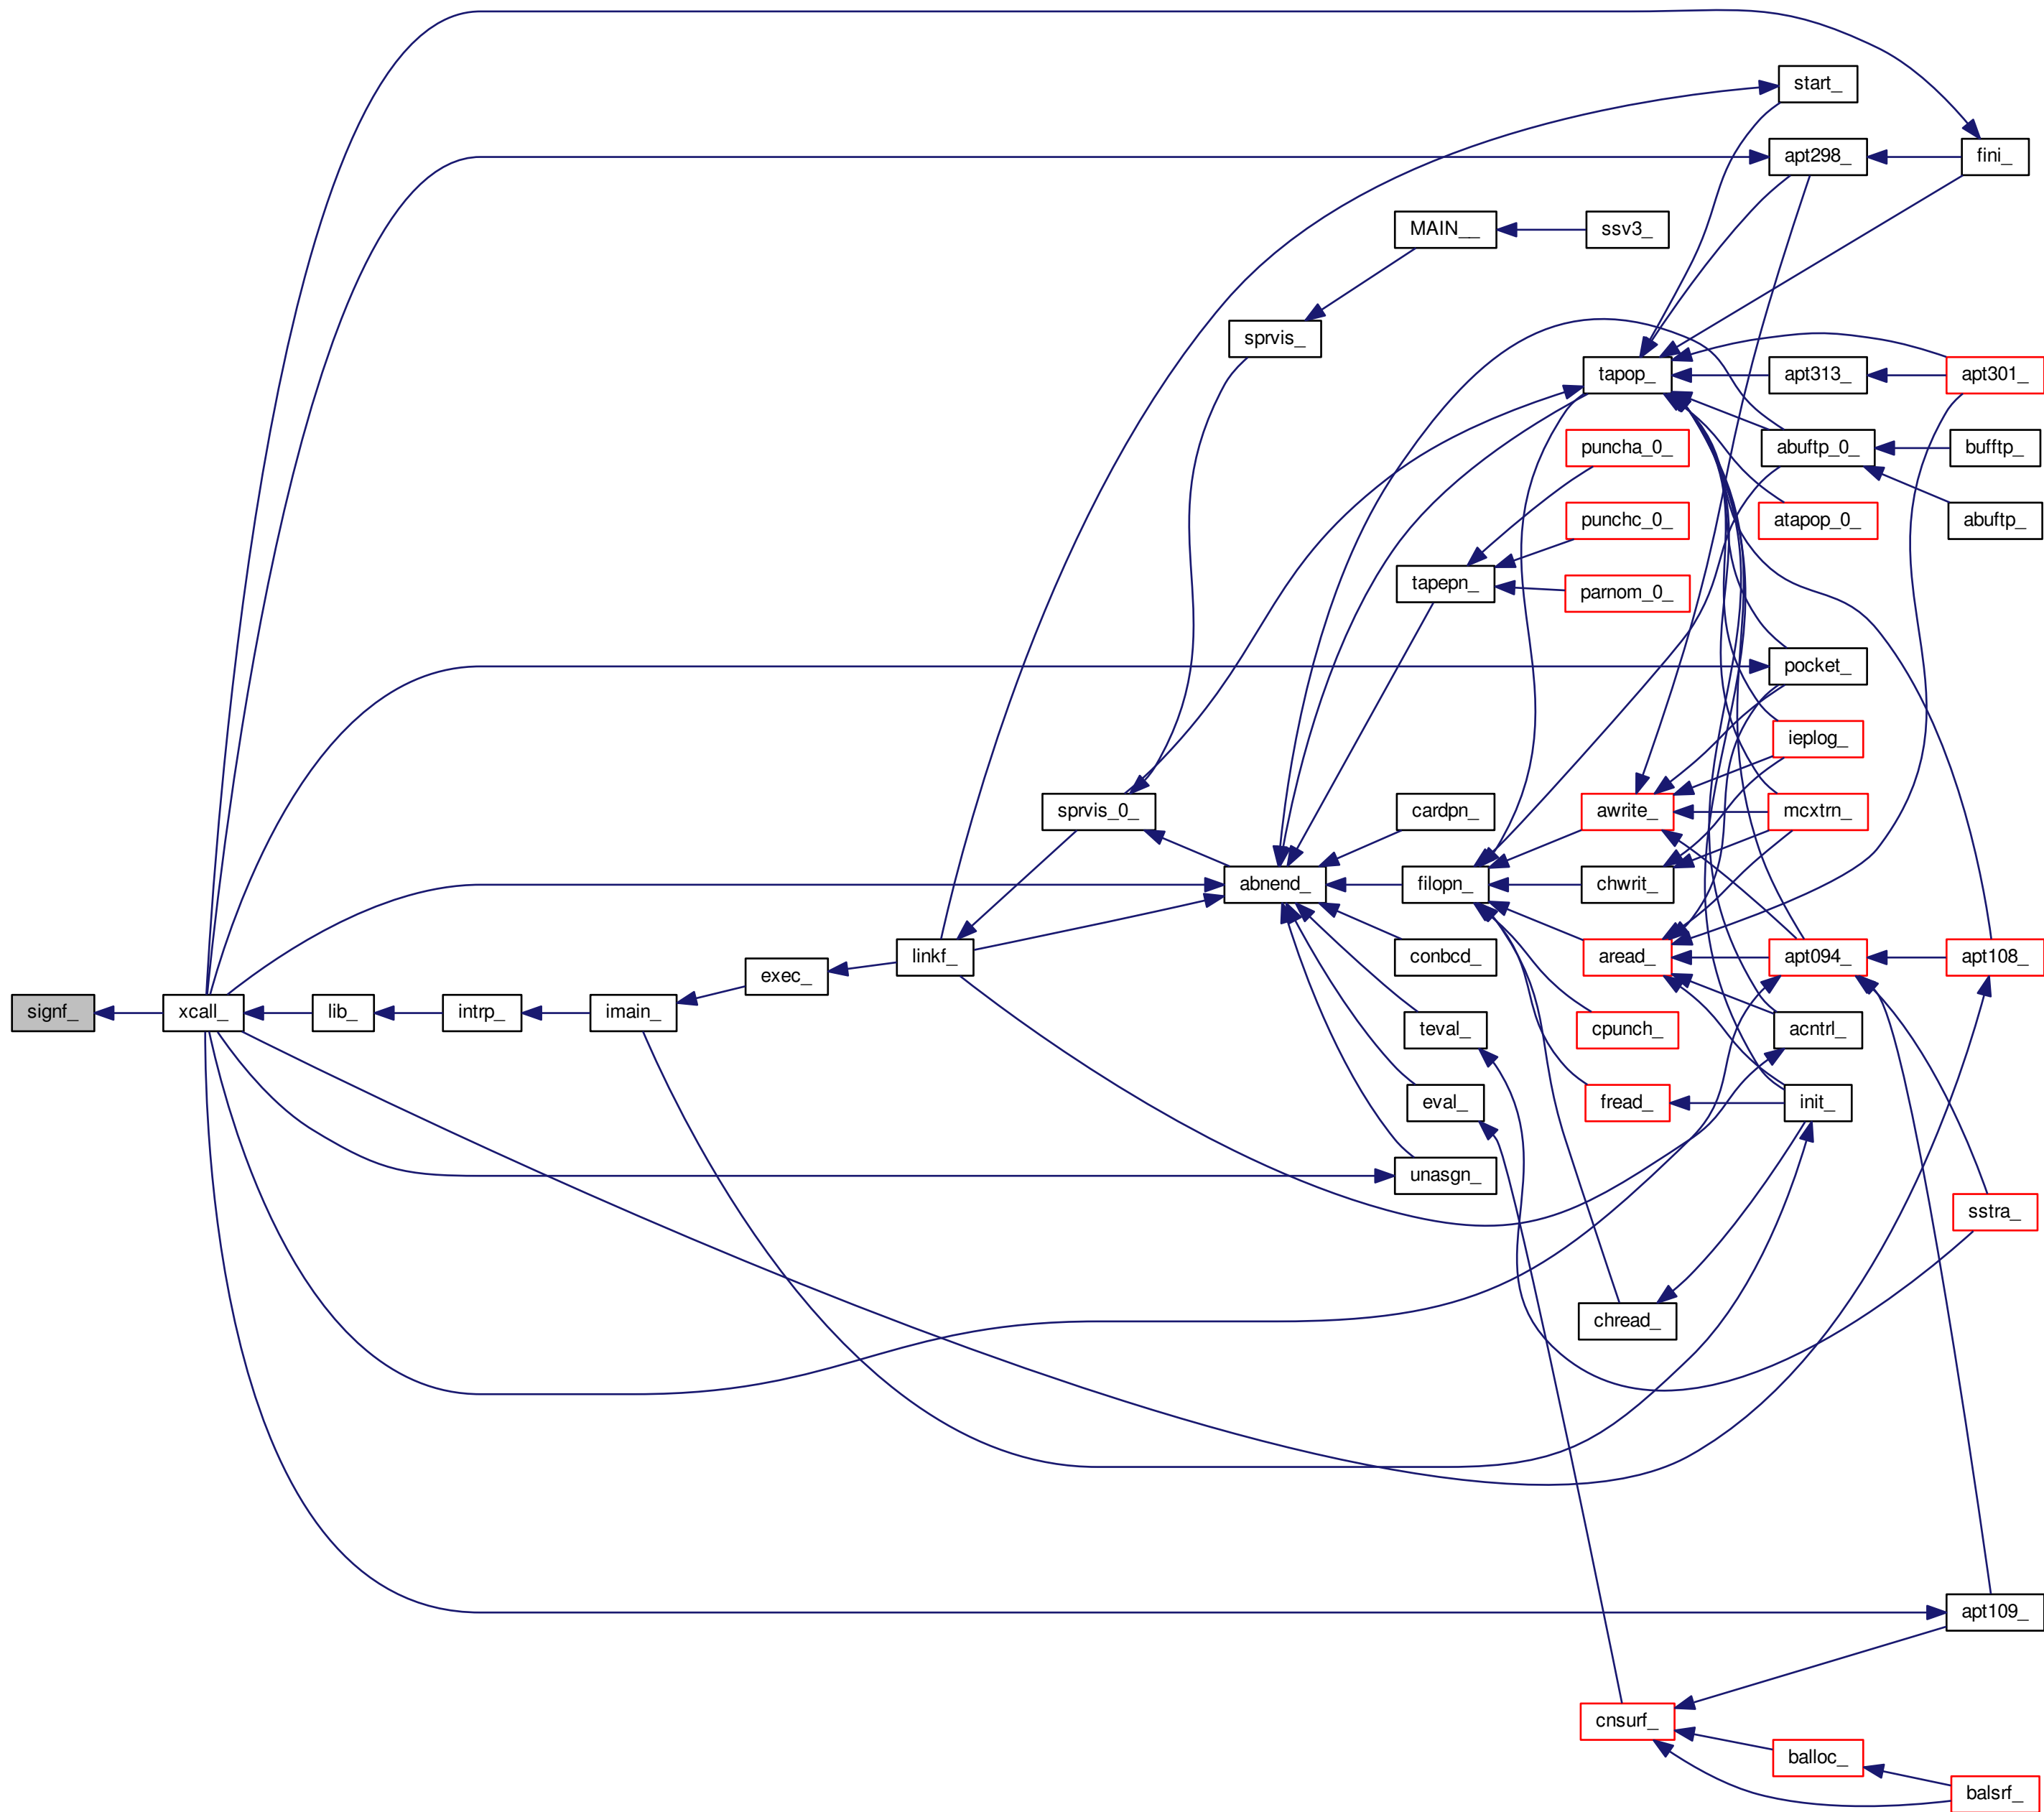 start_
apt298_
fini_
MAIN__
ssv3_
sprvis_
tapop_
apt313_
apt301_
puncha_0_
abuftp_0_
bufftp_
punchc_0_
atapop_0_
abuftp_
tapepn_
parnom_0_
pocket_
ieplog_
sprvis_0_
cardpn_
awrite_
mcxtrn_
abnend_
filopn_
chwrit_
linkf_
conbcd_
aread_
apt094_
apt108_
exec_
signf_
xcall_
lib_
intrp_
imain_
teval_
cpunch_
acntrl_
eval_
fread_
init_
unasgn_
sstra_
chread_
apt109_
cnsurf_
balloc_
balsrf_